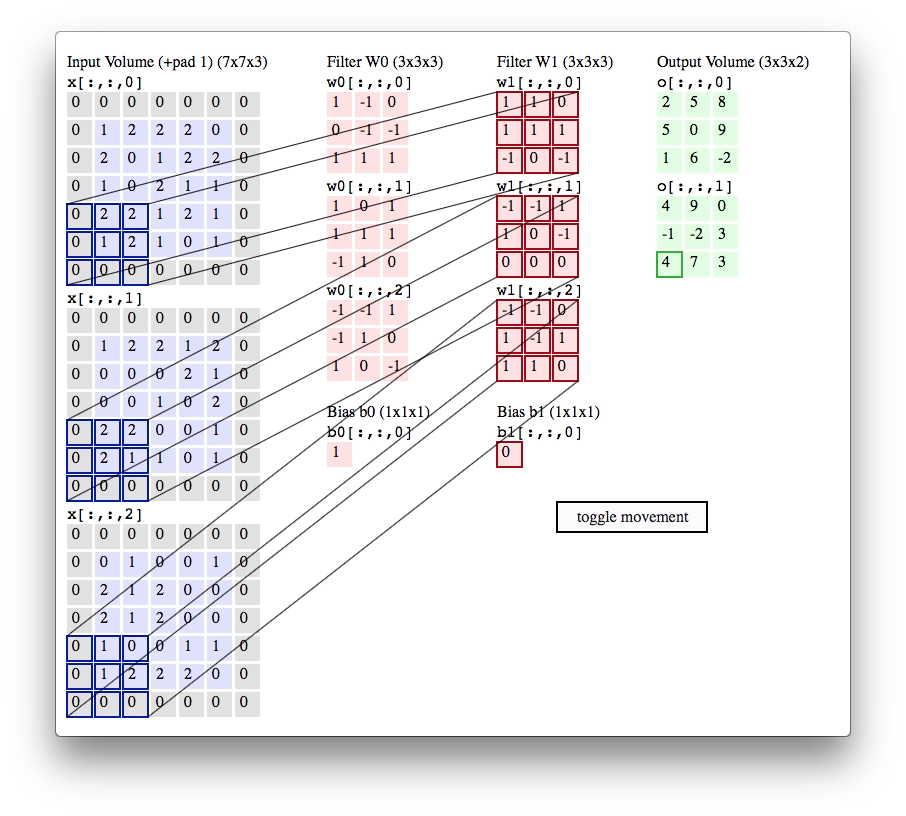 Input Volume (+pad 1) (7x7x3)
x[:,:,0]
0 0 0 0 0 0 0
0 1 2 2 2 0 0
0 2 0 1 2 2 0
0 1 0 2 1 1 0
0 2 2 1 2 1 0
0 1 2 1 0 1 0
0 0 0 0 0 0 0
x[:,:,1]
0 0 0 0 0 0 0
0 1 2 2 1 2 0
0 0 0 0 2 1 0
0 0 0 1 0 2 0
0 2 2 0 0 1 0
0 2 1 1 0 1 0
0 0 0 0 0 0 0
x[:,:,2]
0 0 0 0 0 0 0
0 0 1 0 0 1 0
0 2 1 2 0 0 0
0 2 1 2 0 0 0
0 1 0 0 1 1 0
0 1 2 2 2 0 0
0 0 0 0 0 0 0
Filter W0 (3x3x3)
w0[:,:,0]
1 -1 0
0 -1 -1
1 1 1
w0[:,:,1]
1 0 1
1 1 1
-1 1 0
w0[:,:,2]
-1 -1 1
-1 1 0
1 0 -1
Bias b0 (1x1x1)
b0[:,:,0]
1
Filter W1 (3x3x3)
w1[:,:,0]
1 1 0
1 1 1
-1 0 -1
w1[:,:,1]
-1 -1 1
1 0 -1
0 0 0
w1[:,:,2]
-1 -1 0
1 -1 1
1 1 0
Bias b1 (1x1x1)
b1[:,:,0]
0
Output Volume (3x3x2)
o[:,:,0]
2 5 8
5 0 9
1 6 -2
o[:,:,1]
4 9 0
-1 -2 3
4 7 3
toggle movement